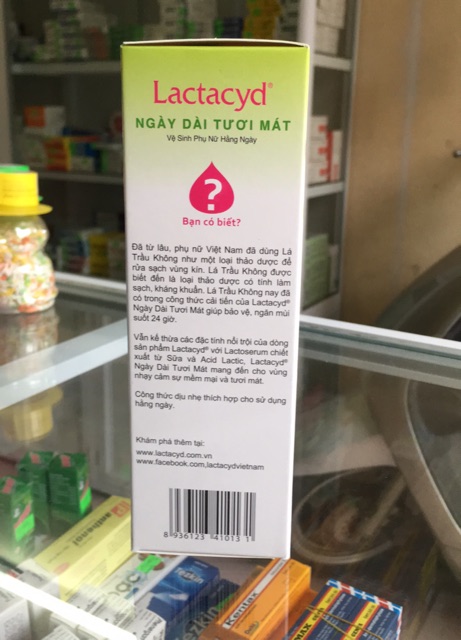 Lactacyd®
NGÀY DÀI TƯƠI MÁT
Vệ Sinh Phụ Nữ Hằng Ngày
?
Bạn có biết?
Đã từ lâu, phụ nữ Việt Nam đã dùng Lá
Trầu Không như một loại thảo dược để
rửa sạch vùng kín. Lá Trầu Không được
biết đến là loại thảo dược có tính làm
sạch, kháng khuẩn. Lá Trầu Không nay đã
có trong công thức cải tiến của Lactacyd®
Ngày Dài Tươi Mát giúp bảo vệ, ngăn mùi
suốt 24 giờ.
Vẫn kế thừa các đặc tính nổi trội của dòng
sản phẩm Lactacyd® với Lactoserum chiết
xuất từ Sữa và Acid Lactic, Lactacyd®
Ngày Dài Tươi Mát mang đến cho vùng
nhạy cảm sự mềm mại và tươi mát.
Công thức dịu nhẹ thích hợp cho sử dụng
hằng ngày.
Khám phá thêm tại:
www.lactacyd.com.vn
www.facebook.com,lactacydvietnam
8 936123 41013 1
Kantax